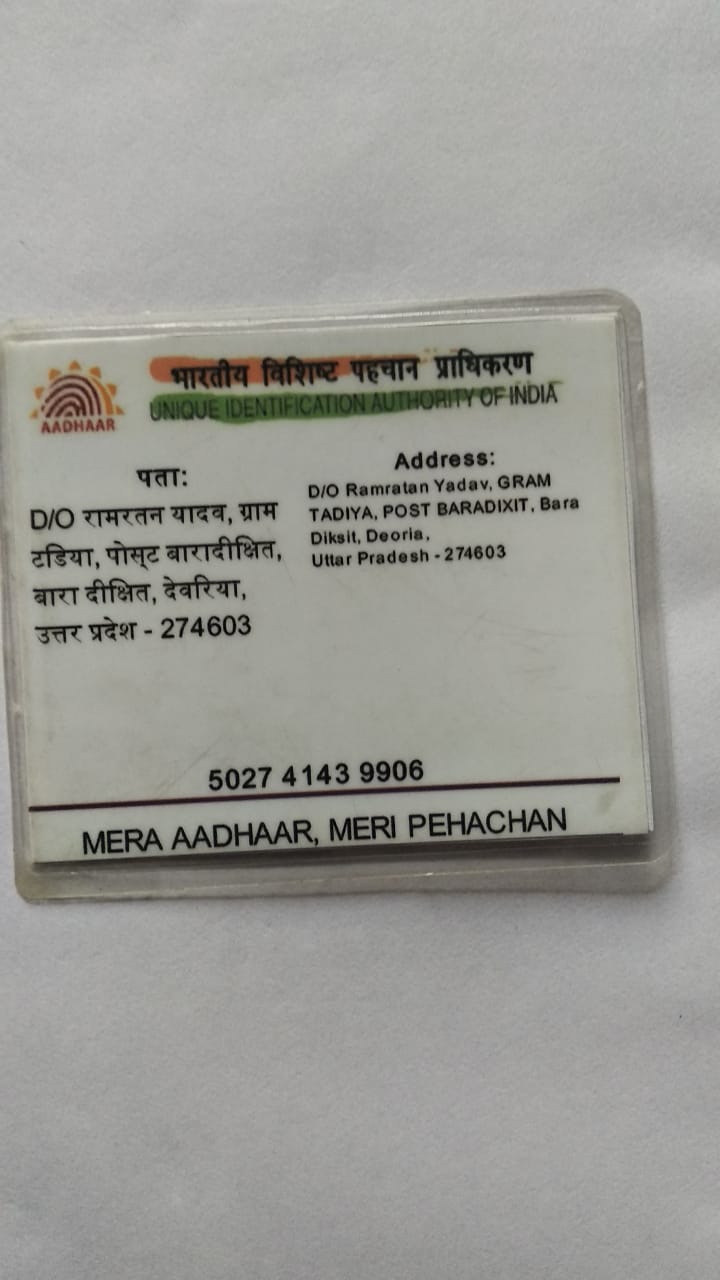 भारतीय विशिष्ट पहचान प्राधिकरण
UNIQUE IDENTIFICATION AUTHORITY OF INDIA
AADHAAR
पता:
D/O रामरतन यादव, ग्राम
टडिया, पोस्ट बारादीक्षित,
बारा दीक्षित, देवरिया,
उत्तर प्रदेश - 274603
Address:
D/O Ramratan Yadav, GRAM
TADIYA, POST BARADIXIT, Bara
Diksit, Deoria,
Uttar Pradesh - 274603
5027 4143 9906
MERA AADHAAR, MERI PEHACHAN